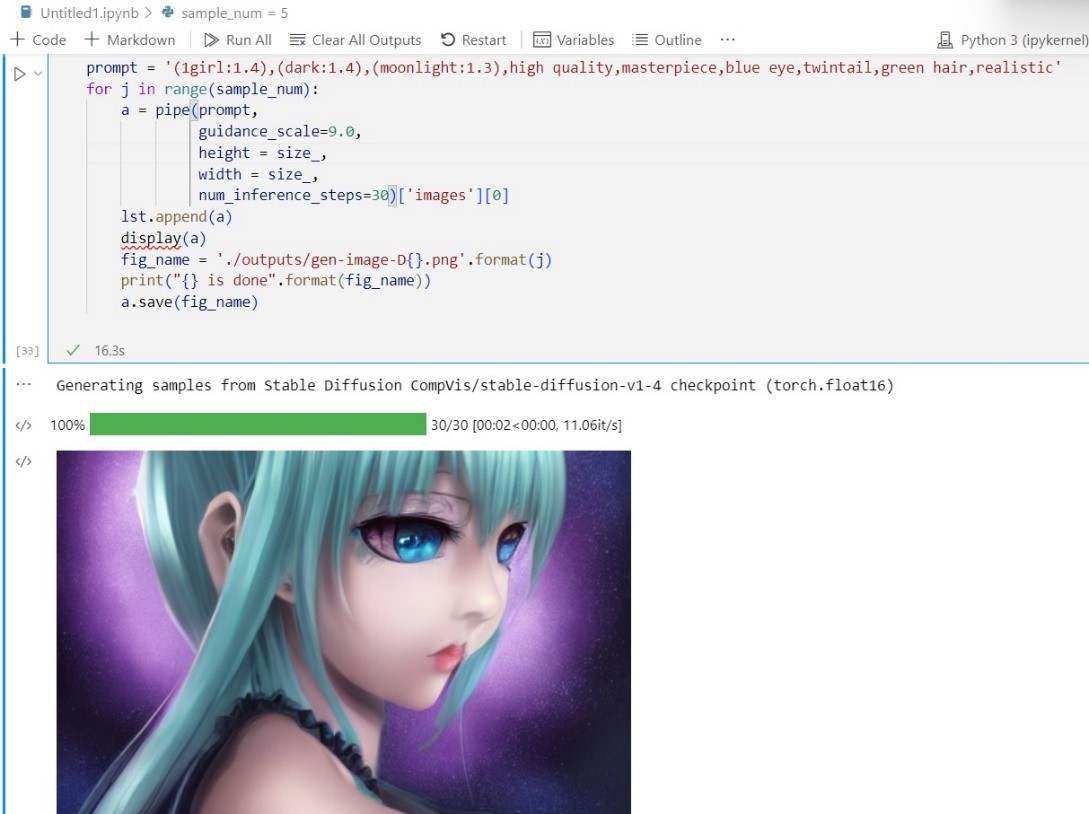 Untitled1.ipynb > sample_num = 5
+ Code + Markdown Run All Clear All Outputs Restart Variables Outline ... Python 3 (ipykernel)
prompt = '(1girl:1.4),(dark:1.4),(moonlight:1.3),high quality,masterpiece,blue eye,twintail,green hair,realistic'
for j in range(sample_num):
    a = pipe(prompt,
             guidance_scale=9.0,
             height = size_,
             width = size_,
             num_inference_steps=30)['images'][0]
    lst.append(a)
    display(a)
    fig_name = './outputs/gen-image-D{}.png'.format(j)
    print("{} is done".format(fig_name))
    a.save(fig_name)
[33] 16.3s
... Generating samples from Stable Diffusion CompVis/stable-diffusion-v1-4 checkpoint (torch.float16)
</> 100% 30/30 [00:02<00:00, 11.06it/s]
</>